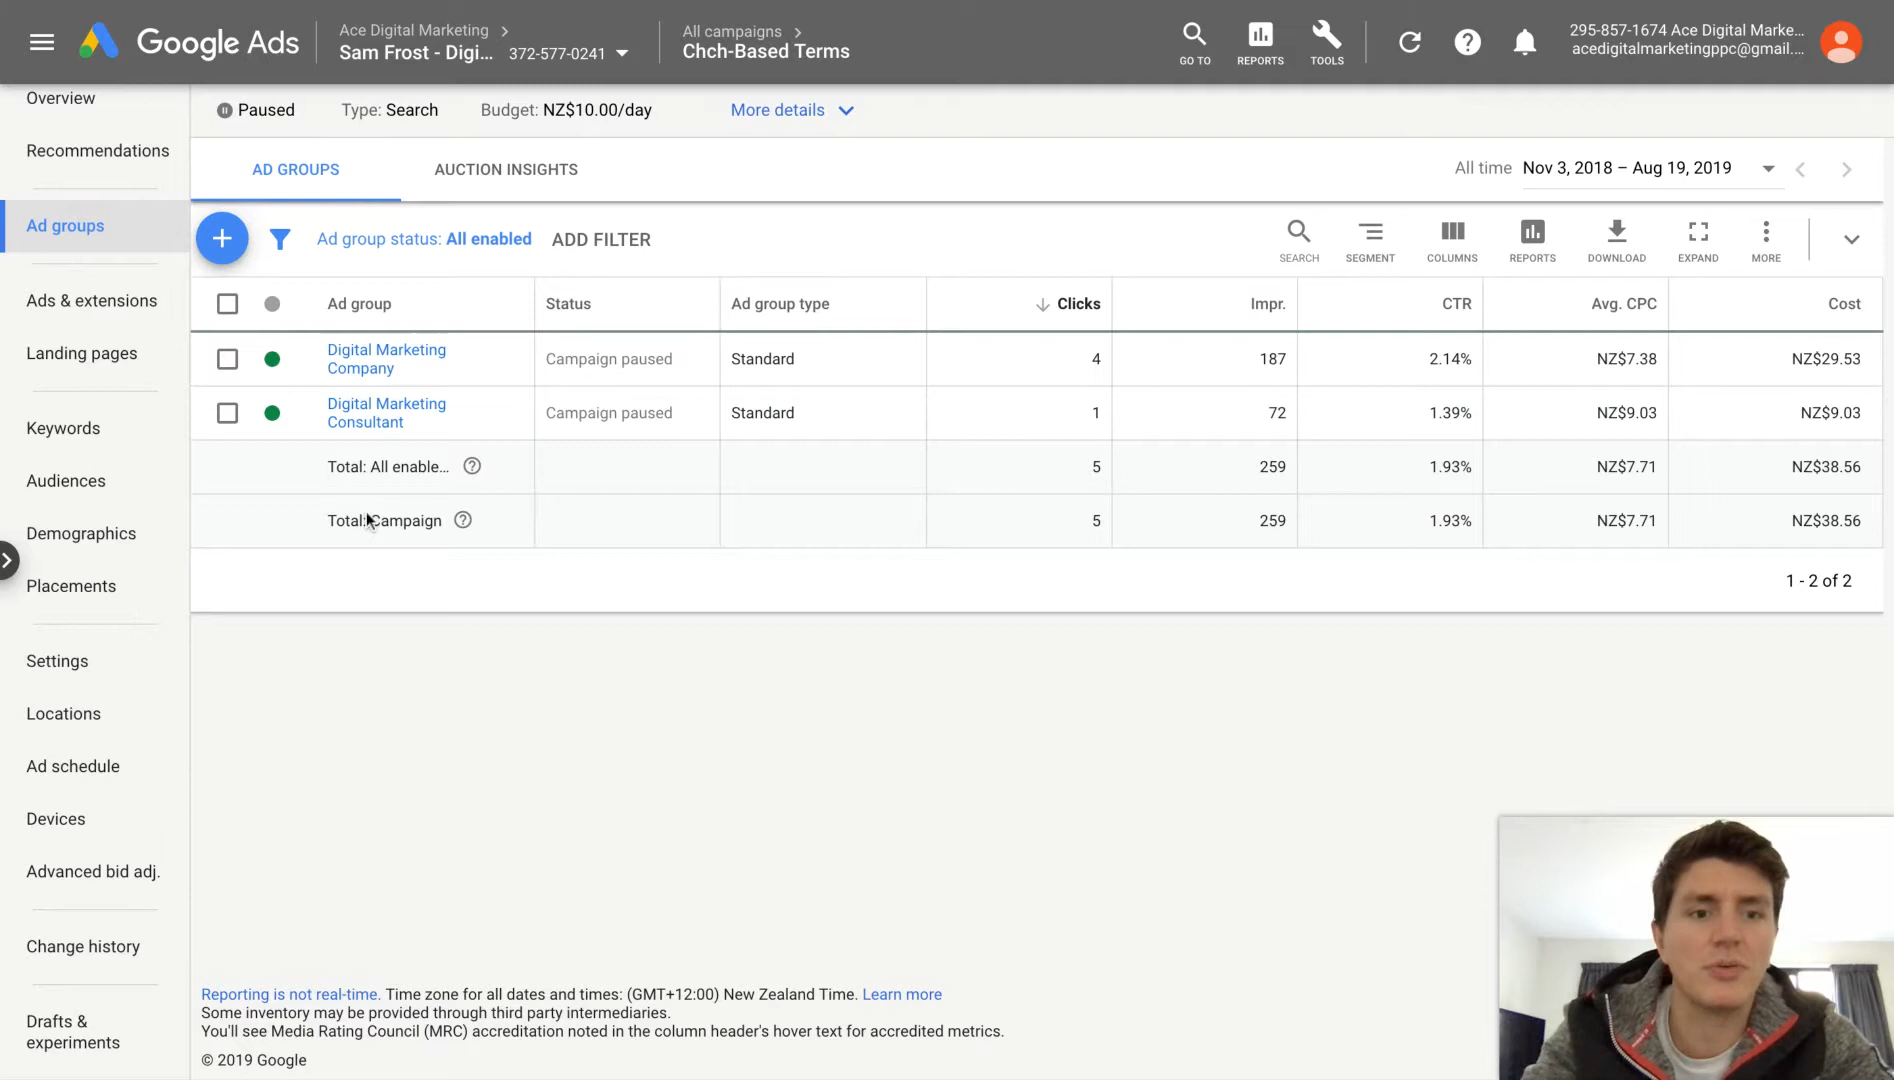 Google Ads
Ace Digital Marketing
Sam Frost - Digi... 372-577-0241
All campaigns
Chch-Based Terms
GO TO
REPORTS
TOOLS
295-857-1674 Ace Digital Marke...
acedigitalmarketingppc@gmail....
Overview
Recommendations
Ad groups
Ads & extensions
Landing pages
Keywords
Audiences
Demographics
Placements
Settings
Locations
Ad schedule
Devices
Advanced bid adj.
Change history
Drafts &
experiments
Paused Type: Search Budget: NZ$10.00/day More details
AD GROUPS AUCTION INSIGHTS All time Nov 3, 2018 – Aug 19, 2019
Ad group status: All enabled ADD FILTER
SEARCH SEGMENT COLUMNS REPORTS DOWNLOAD EXPAND MORE
Ad group Status Ad group type Clicks Impr. CTR Avg. CPC Cost
Digital Marketing
Company
Campaign paused Standard 4 187 2.14% NZ$7.38 NZ$29.53
Digital Marketing
Consultant
Campaign paused Standard 1 72 1.39% NZ$9.03 NZ$9.03
Total: All enable... 5 259 1.93% NZ$7.71 NZ$38.56
Total: Campaign 5 259 1.93% NZ$7.71 NZ$38.56
1 - 2 of 2
Reporting is not real-time. Time zone for all dates and times: (GMT+12:00) New Zealand Time. Learn more
Some inventory may be provided through third party intermediaries.
You'll see Media Rating Council (MRC) accreditation noted in the column header's hover text for accredited metrics.
© 2019 Google